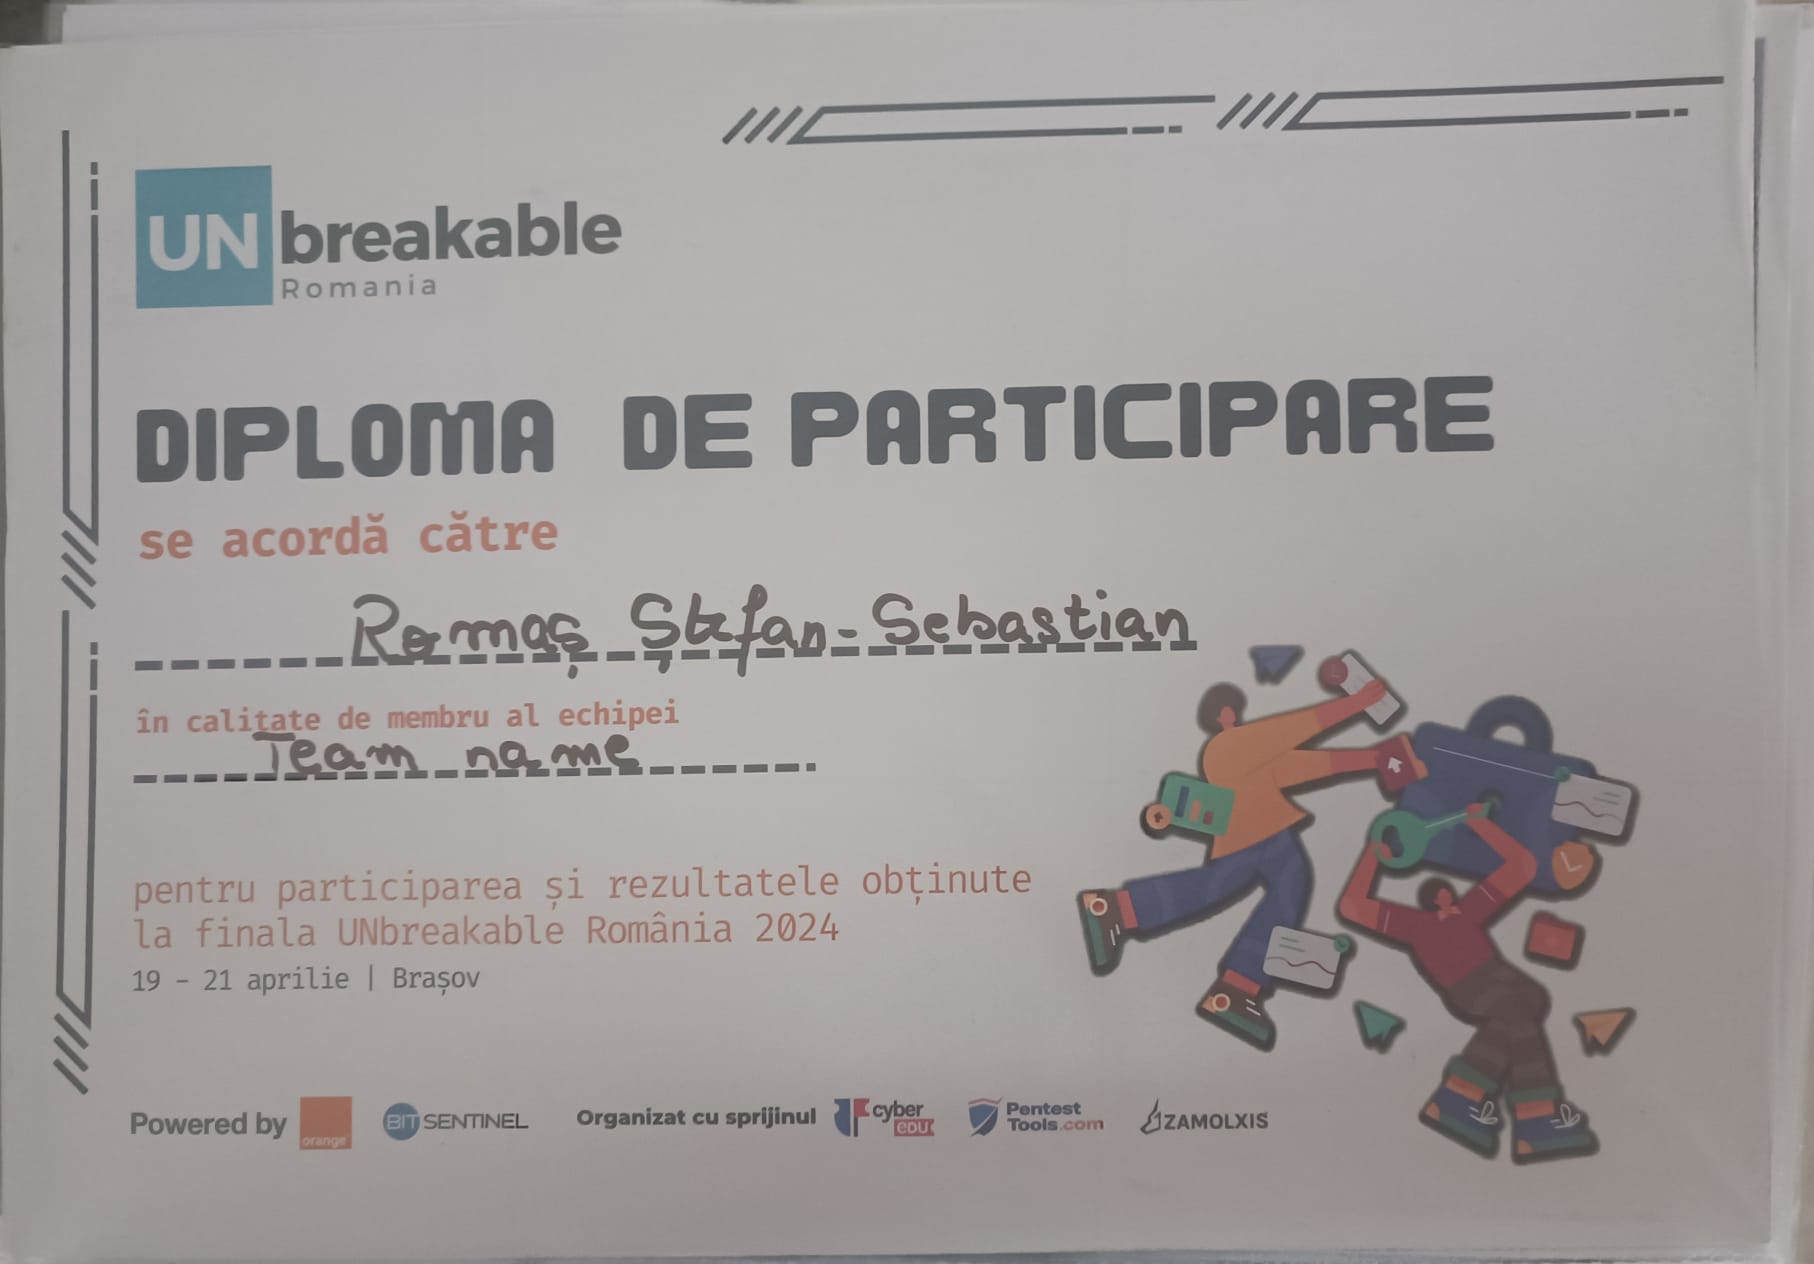 UNbreakable
Romania
DIPLOMA DE PARTICIPARE
se acordă către
Romaș Ștefan-Sebastian
în calitate de membru al echipei
Team name
pentru participarea și rezultatele obținute
la finala UNbreakable România 2024
19 – 21 aprilie | Brașov
Powered by orange BIT SENTINEL Organizat cu sprijinul cyber EDU Pentest Tools.com ZAMOLXIS